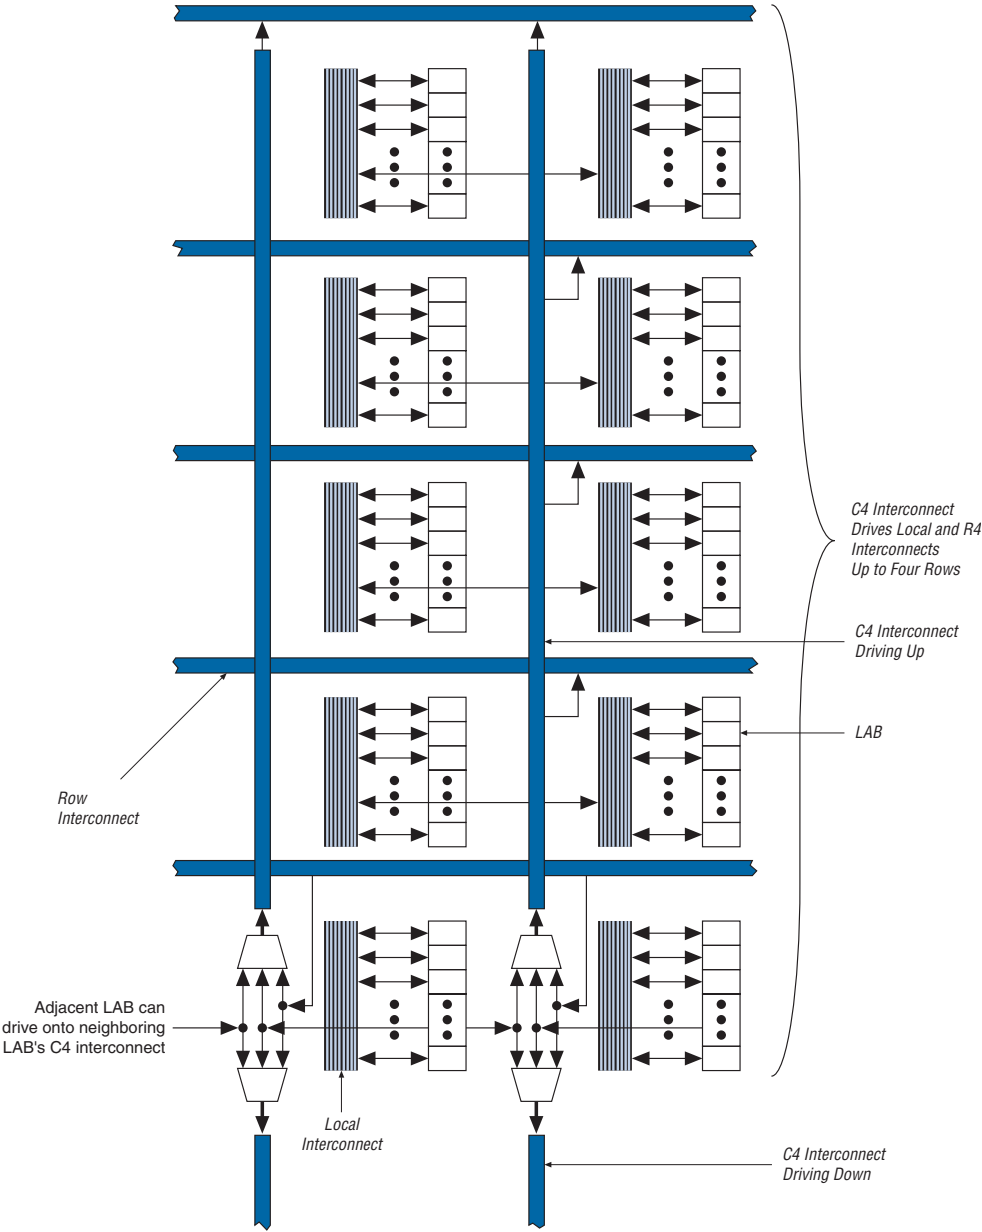 C4 Interconnect
Drives Local and R4
Interconnects
Up to Four Rows
C4 Interconnect
Driving Up
LAB
Row
Interconnect
Adjacent LAB can
drive onto neighboring
LAB's C4 interconnect
Local
Interconnect
C4 Interconnect
Driving Down